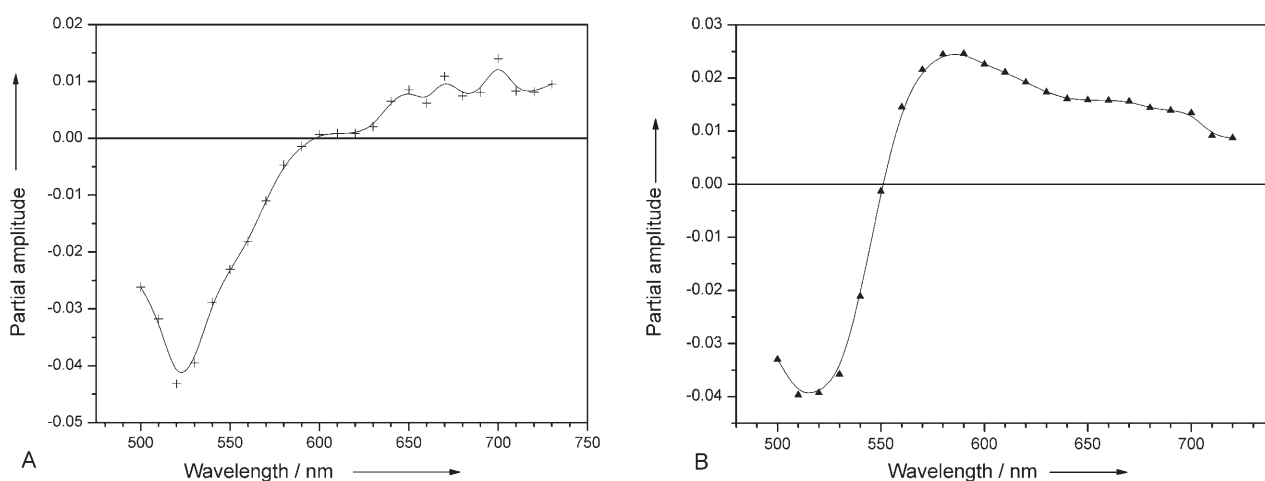 0.02
0.01
0.00
-0.01
-0.02
-0.03
-0.04
-0.05
Partial amplitude
500 550 600 650 700 750
Wavelength / nm
A
0.03
0.02
0.01
0.00
-0.01
-0.02
-0.03
-0.04
Partial amplitude
500 550 600 650 700
Wavelength / nm
B